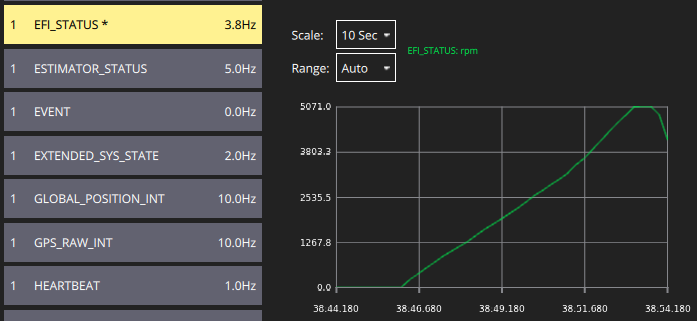 1 EFI_STATUS * 3.8Hz
1 ESTIMATOR_STATUS 5.0Hz
1 EVENT 0.0Hz
1 EXTENDED_SYS_STATE 2.0Hz
1 GLOBAL_POSITION_INT 10.0Hz
1 GPS_RAW_INT 10.0Hz
1 HEARTBEAT 1.0Hz
Scale: 10 Sec
Range: Auto
EFI_STATUS: rpm
5071.0
3803.3
2535.5
1267.8
0.0
38.44.180 38.46.680 38.49.180 38.51.680 38.54.180